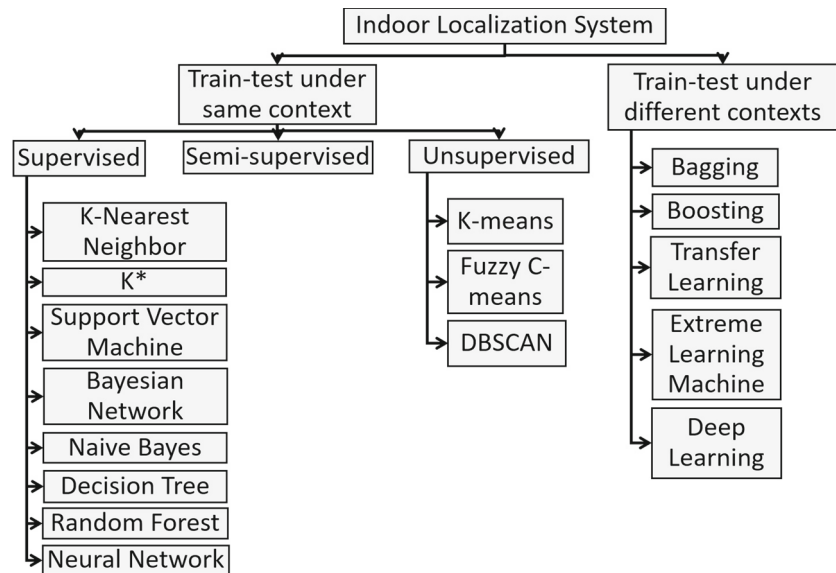 Indoor Localization System
Train-test under
same context
Train-test under
different contexts
Supervised
Semi-supervised
Unsupervised
K-Nearest
Neighbor
K*
Support Vector
Machine
Bayesian
Network
Naive Bayes
Decision Tree
Random Forest
Neural Network
K-means
Fuzzy C-
means
DBSCAN
Bagging
Boosting
Transfer
Learning
Extreme
Learning
Machine
Deep
Learning